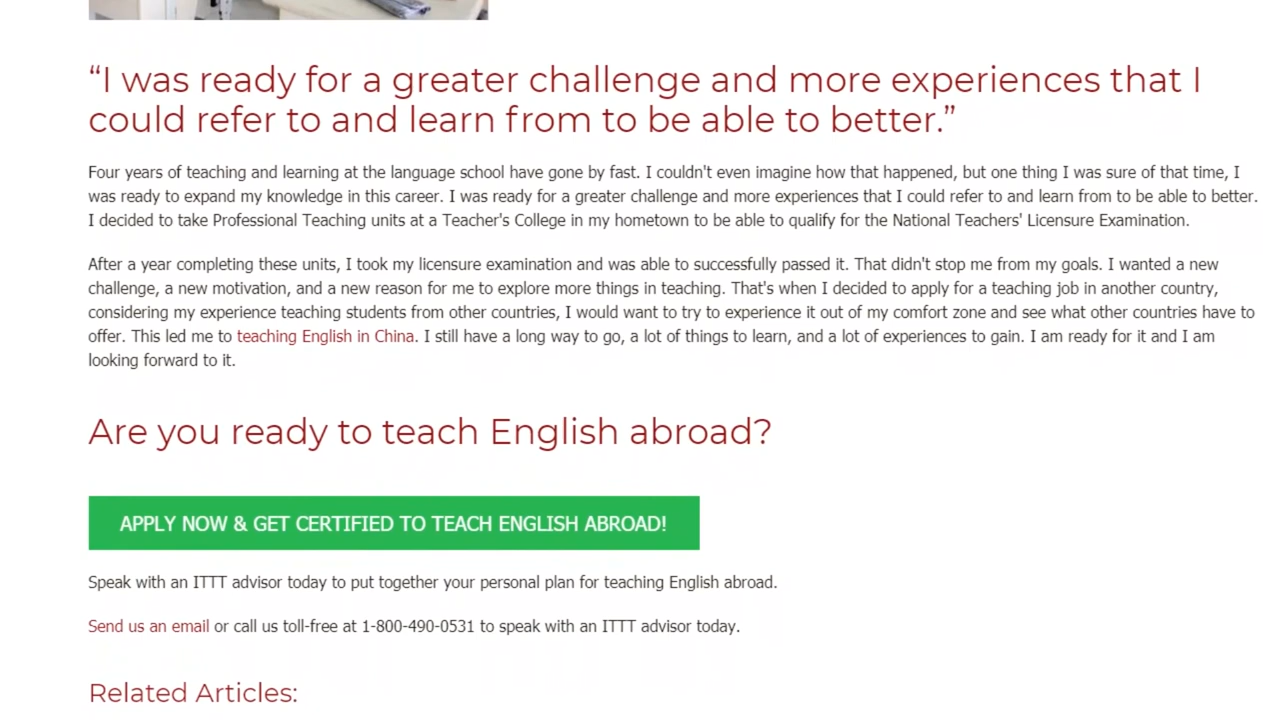 “I was ready for a greater challenge and more experiences that I
could refer to and learn from to be able to better.”
Four years of teaching and learning at the language school have gone by fast. I couldn't even imagine how that happened, but one thing I was sure of that time, I
was ready to expand my knowledge in this career. I was ready for a greater challenge and more experiences that I could refer to and learn from to be able to better.
I decided to take Professional Teaching units at a Teacher's College in my hometown to be able to qualify for the National Teachers' Licensure Examination.
After a year completing these units, I took my licensure examination and was able to successfully passed it. That didn't stop me from my goals. I wanted a new
challenge, a new motivation, and a new reason for me to explore more things in teaching. That's when I decided to apply for a teaching job in another country,
considering my experience teaching students from other countries, I would want to try to experience it out of my comfort zone and see what other countries have to
offer. This led me to teaching English in China. I still have a long way to go, a lot of things to learn, and a lot of experiences to gain. I am ready for it and I am
looking forward to it.
Are you ready to teach English abroad?
APPLY NOW & GET CERTIFIED TO TEACH ENGLISH ABROAD!
Speak with an ITTT advisor today to put together your personal plan for teaching English abroad.
Send us an email or call us toll-free at 1-800-490-0531 to speak with an ITTT advisor today.
Related Articles: